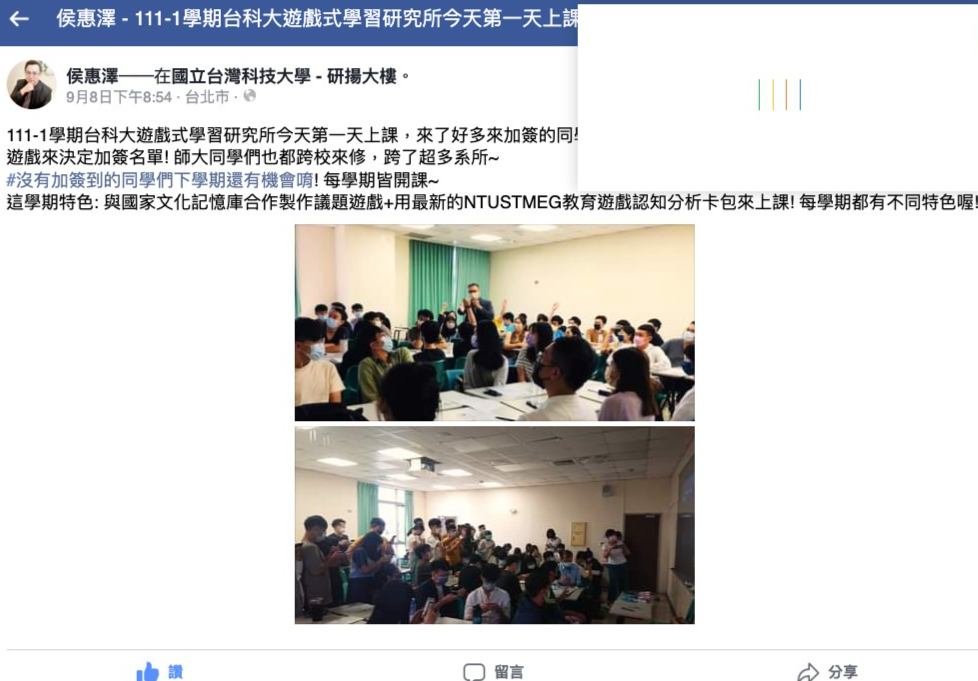 侯惠澤 - 111-1學期台科大遊戲式學習研究所今天第一天上課
侯惠澤——在國立台灣科技大學 - 研揚大樓。
9月8日下午8:54 · 台北市 ·
111-1學期台科大遊戲式學習研究所今天第一天上課，來了好多來加簽的同
遊戲來決定加簽名單! 師大同學們也都跨校來修，跨了超多系所~
#沒有加簽到的同學們下學期還有機會唷! 每學期皆開課~
這學期特色: 與國家文化記憶庫合作製作議題遊戲+用最新的NTUSTMEG教育遊戲認知分析卡包來上課! 每學期都有不同特色喔!
讚
留言
分享